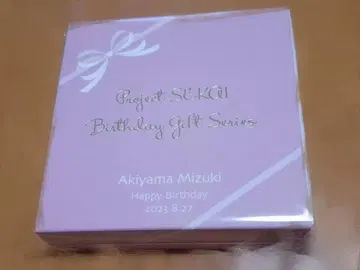 Project SEKAI
Birthday Gift Series
Akiyama Mizuki
Happy Birthday
2023 8.27